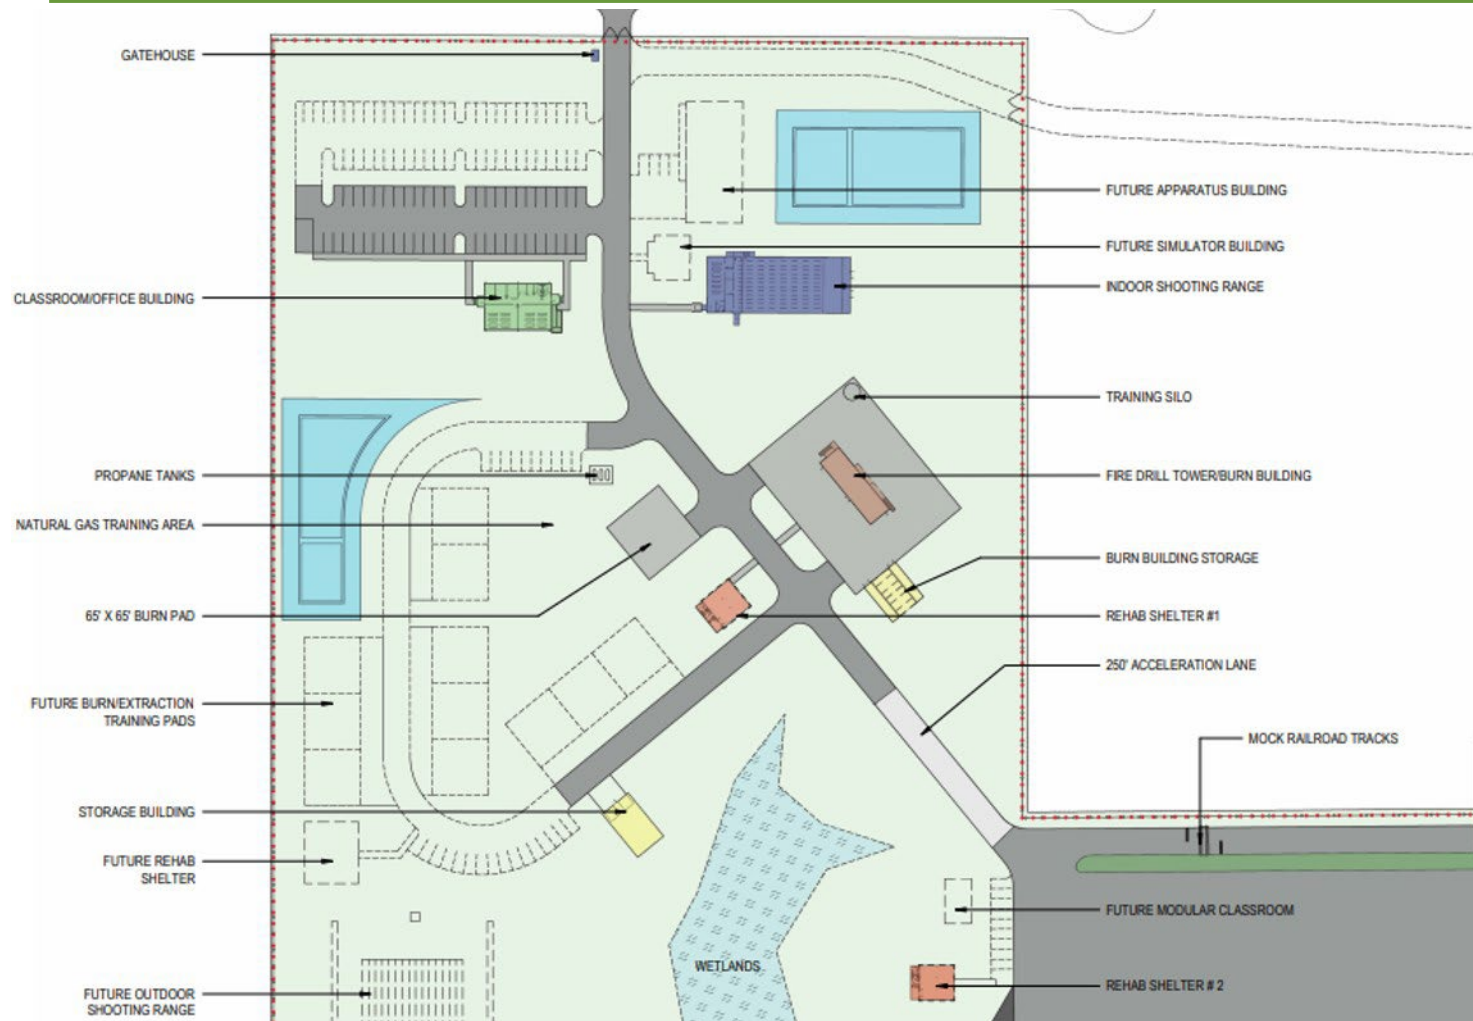 GATEHOUSE
CLASSROOM/OFFICE BUILDING
PROPANE TANKS
NATURAL GAS TRAINING AREA
65' X 65' BURN PAD
FUTURE BURN/EXTRACTION
TRAINING PADS
STORAGE BUILDING
FUTURE REHAB
SHELTER
FUTURE OUTDOOR
SHOOTING RANGE
WETLANDS
FUTURE APPARATUS BUILDING
FUTURE SIMULATOR BUILDING
INDOOR SHOOTING RANGE
TRAINING SILO
FIRE DRILL TOWER/BURN BUILDING
BURN BUILDING STORAGE
REHAB SHELTER #1
250' ACCELERATION LANE
MOCK RAILROAD TRACKS
FUTURE MODULAR CLASSROOM
REHAB SHELTER # 2